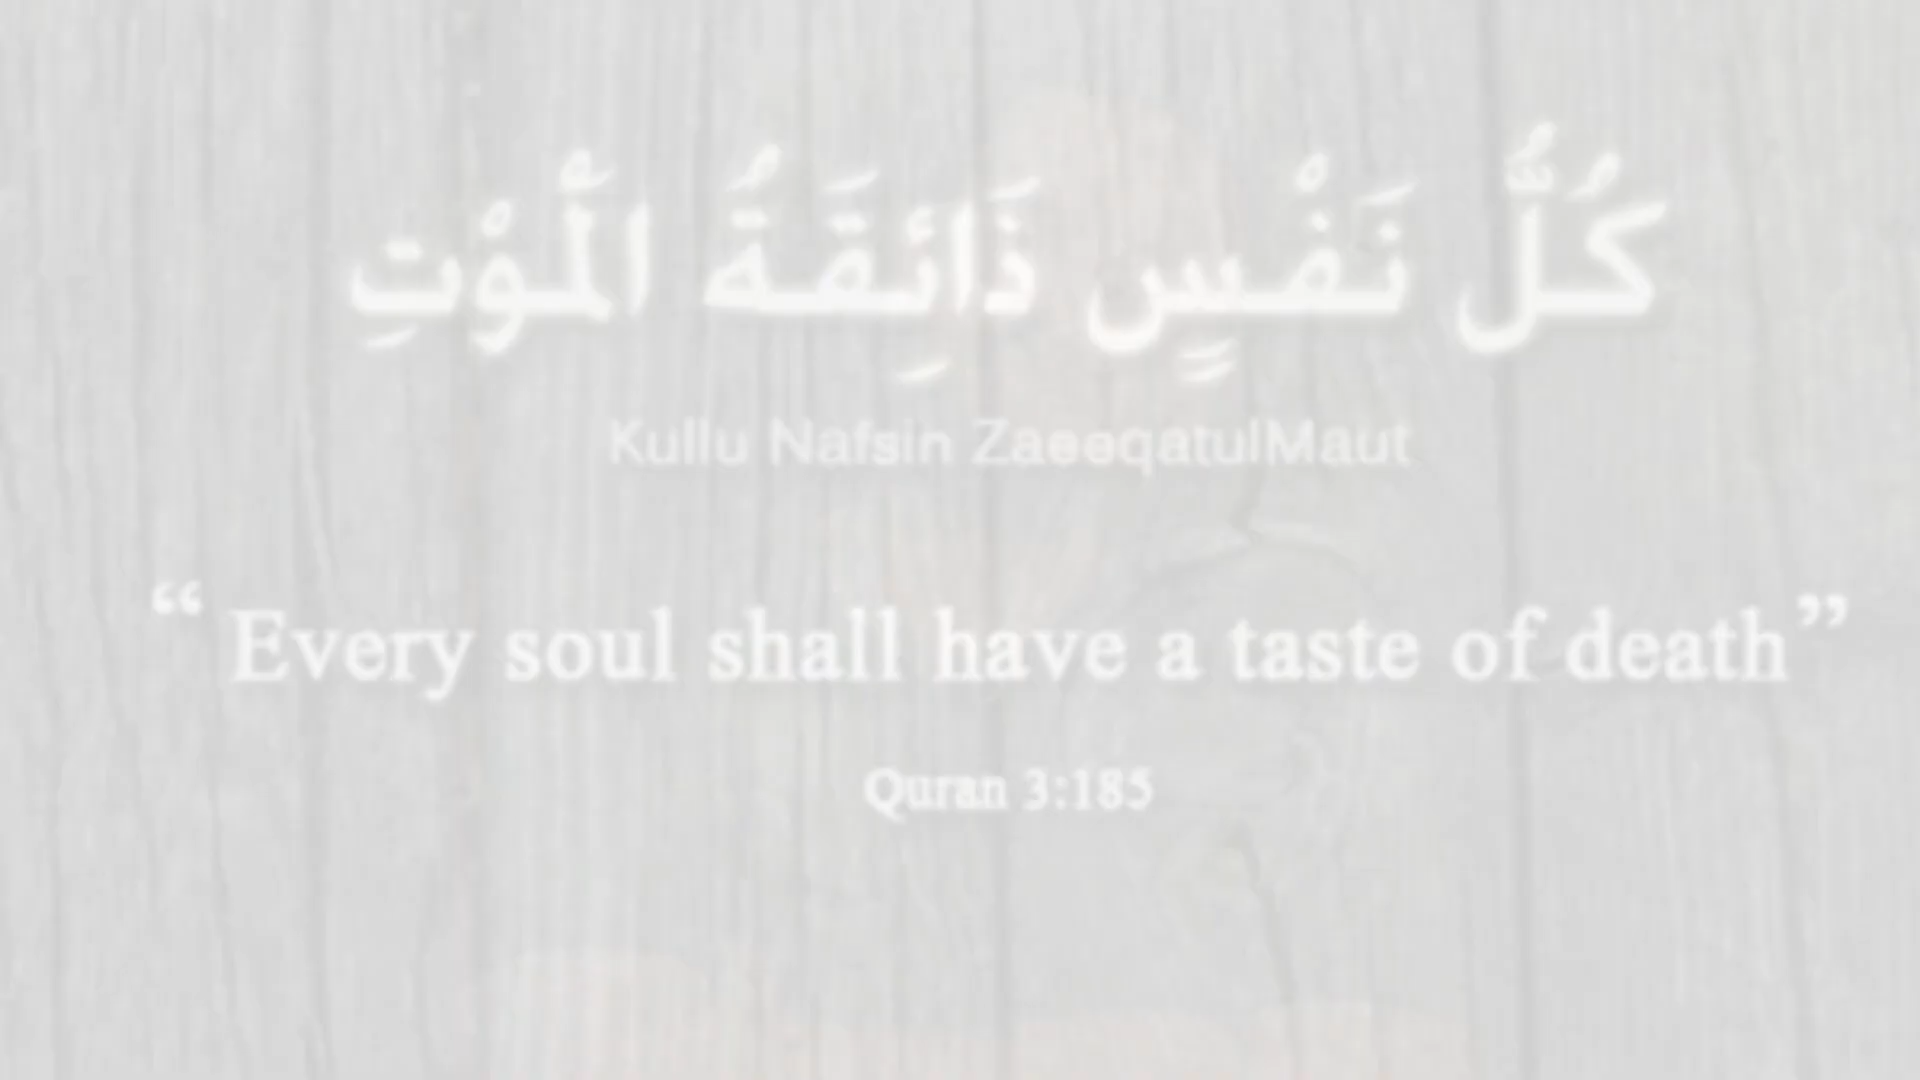 كُلُّ نَفْسٍ ذَائِقَةُ الْمَوْتِ
Kullu Nafsin ZaeeqatulMaut
“ Every soul shall have a taste of death”
Quran 3:185